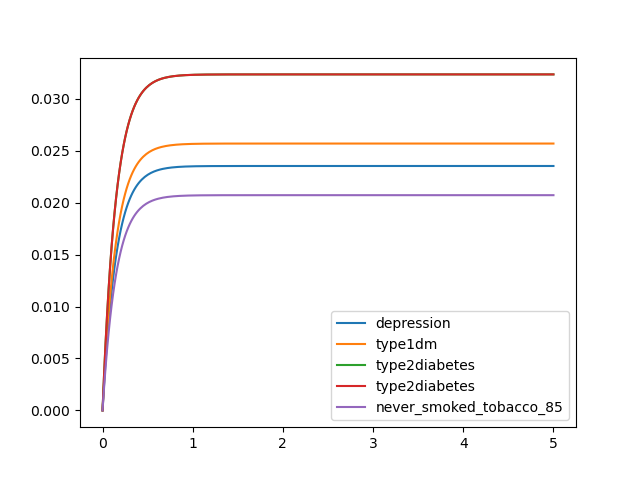 0.030
0.025
0.020
0.015
0.010
0.005
0.000
0 1 2 3 4 5
depression
type1dm
type2diabetes
type2diabetes
never_smoked_tobacco_85